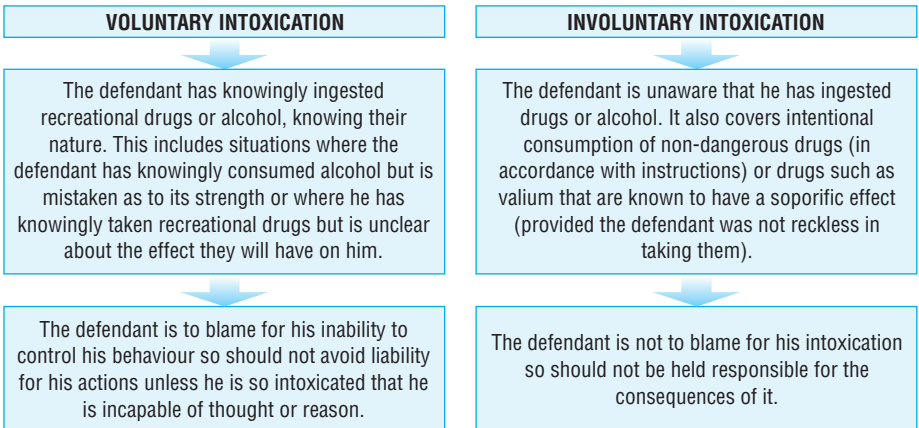 VOLUNTARY INTOXICATION
The defendant has knowingly ingested
recreational drugs or alcohol, knowing their
nature. This includes situations where the
defendant has knowingly consumed alcohol but is
mistaken as to its strength or where he has
knowingly taken recreational drugs but is unclear
about the effect they will have on him.
The defendant is to blame for his inability to
control his behaviour so should not avoid liability
for his actions unless he is so intoxicated that he
is incapable of thought or reason.
INVOLUNTARY INTOXICATION
The defendant is unaware that he has ingested
drugs or alcohol. It also covers intentional
consumption of non-dangerous drugs (in
accordance with instructions) or drugs such as
valium that are known to have a soporific effect
(provided the defendant was not reckless in
taking them).
The defendant is not to blame for his intoxication
so should not be held responsible for the
consequences of it.